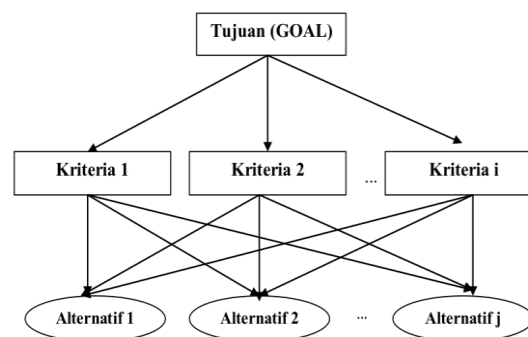 Tujuan (GOAL)
Kriteria 1
Kriteria 2
...
Kriteria i
Alternatif 1
Alternatif 2
...
Alternatif j